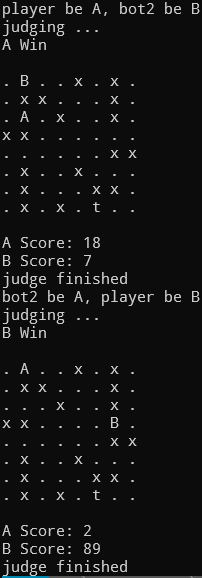 player be A, bot2 be B
judging ...
A Win
. B . . x . x .
. x x . . . x .
. A . x . . x .
x x . . . . . .
. . . . . . x x
. x . . x . . .
. x . . . x x .
. x . x . t . .
A Score: 18
B Score: 7
judge finished
bot2 be A, player be B
judging ...
B Win
. A . . x . x .
. x x . . . x .
. . . x . . x .
x x . . . . B .
. . . . . . x x
. x . . x . . .
. x . . . x x .
. x . x . t . .
A Score: 2
B Score: 89
judge finished